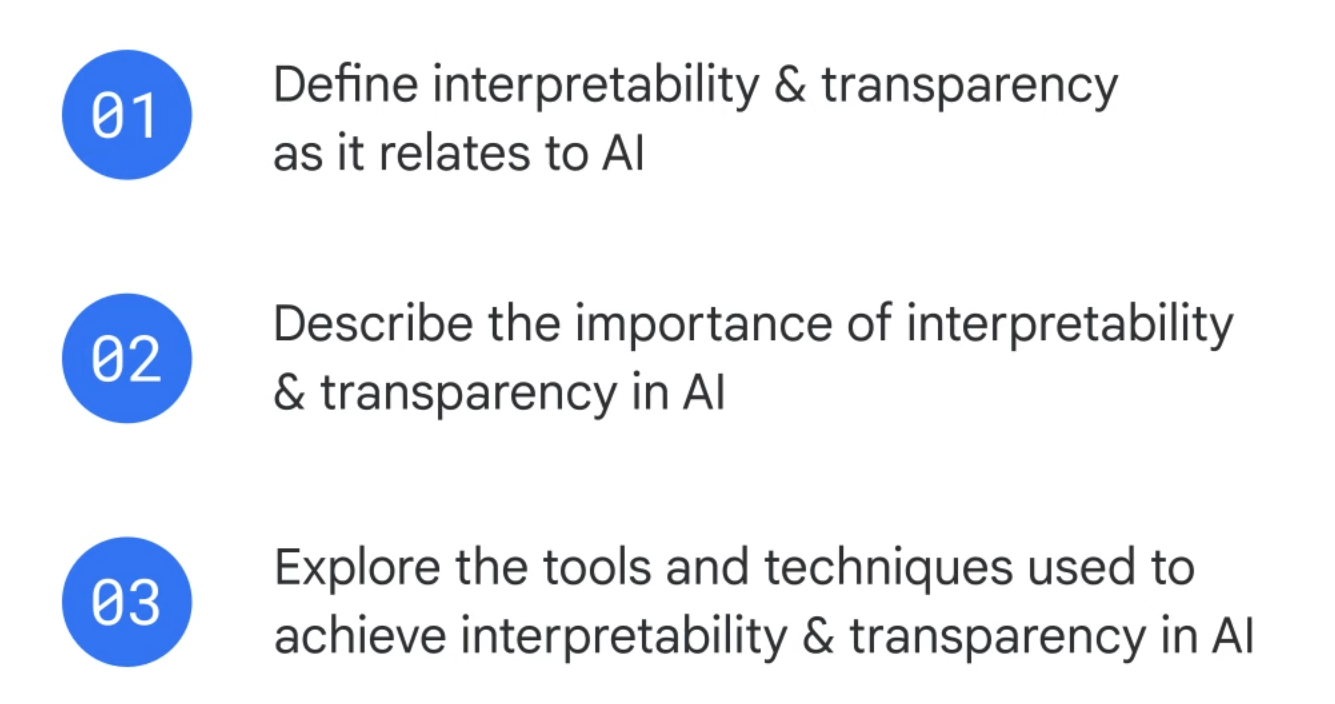 01
Define interpretability & transparency
as it relates to AI
02
Describe the importance of interpretability
& transparency in AI
03
Explore the tools and techniques used to
achieve interpretability & transparency in AI